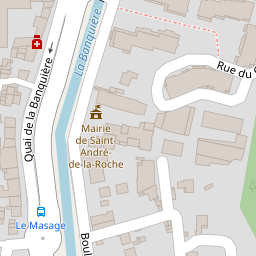 La Banquière
Rue du
Quai de la Banquière
Mairie
de Saint-
André-
de-la-Roche
Le Masage
Boul